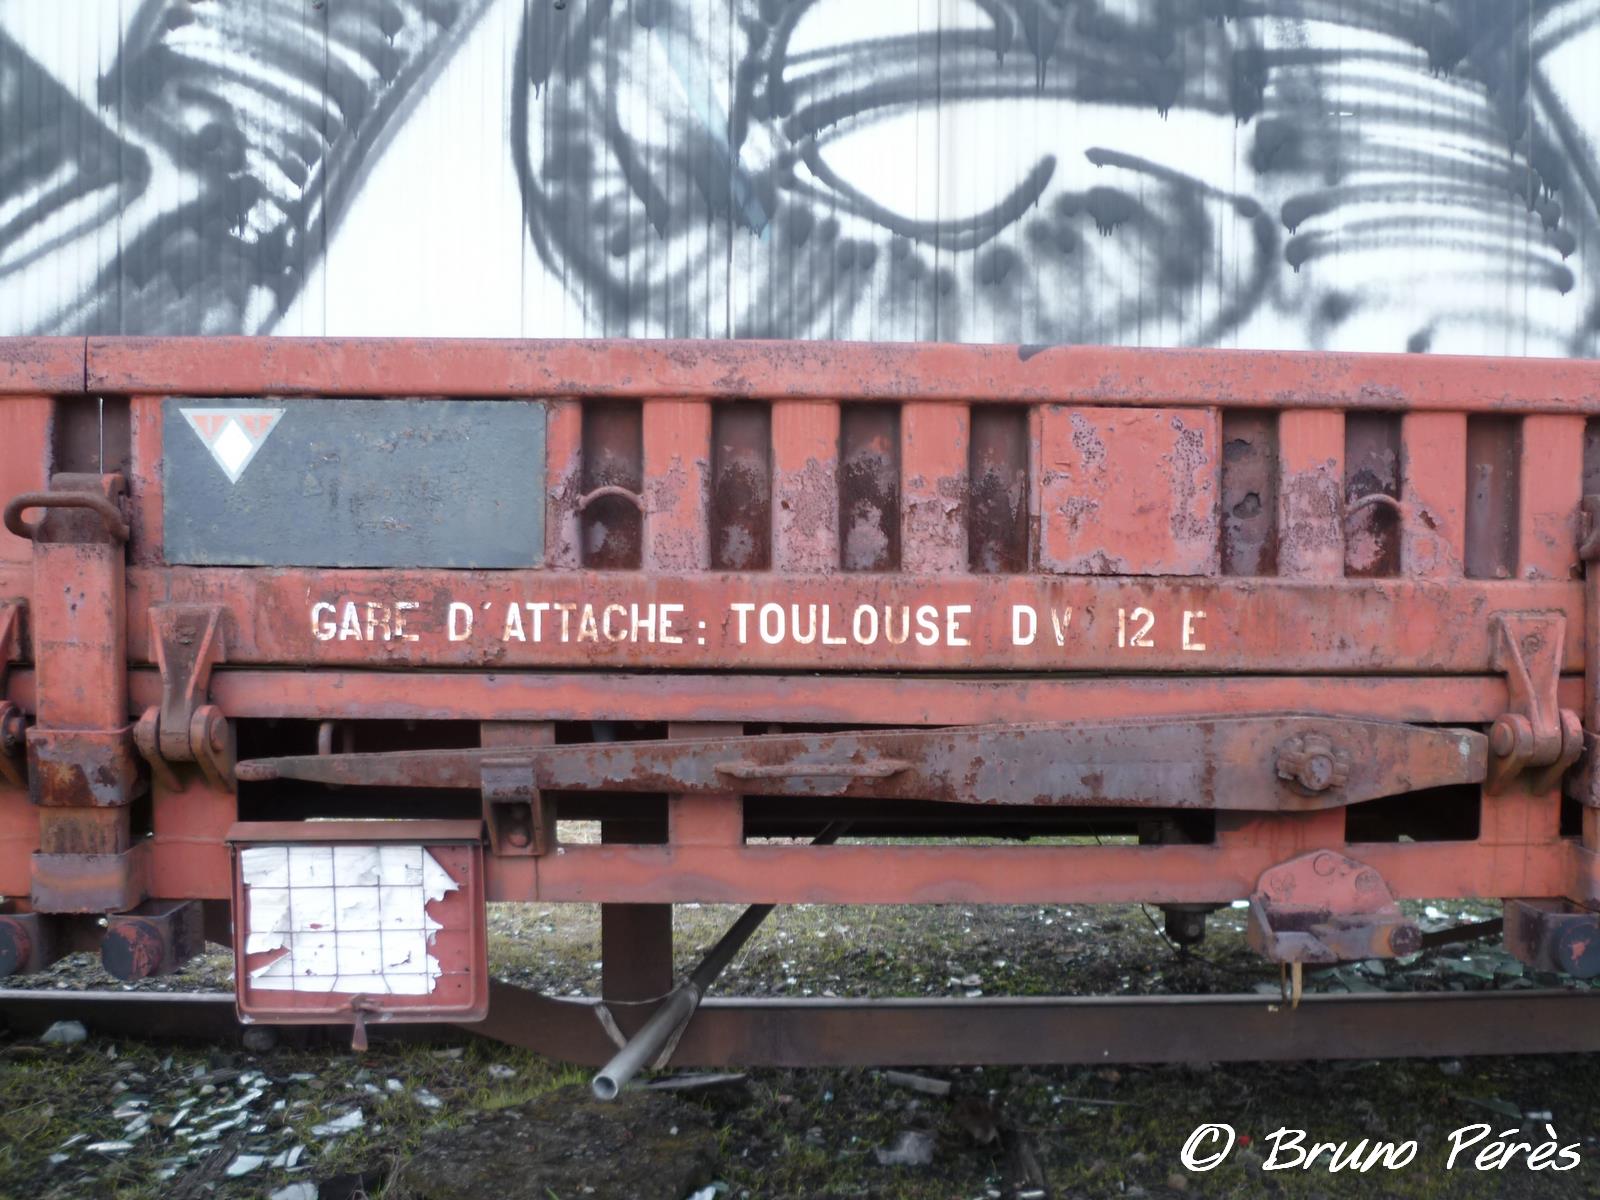 GARE D'ATTACHE: TOULOUSE DV 12 E
© Bruno Pérès